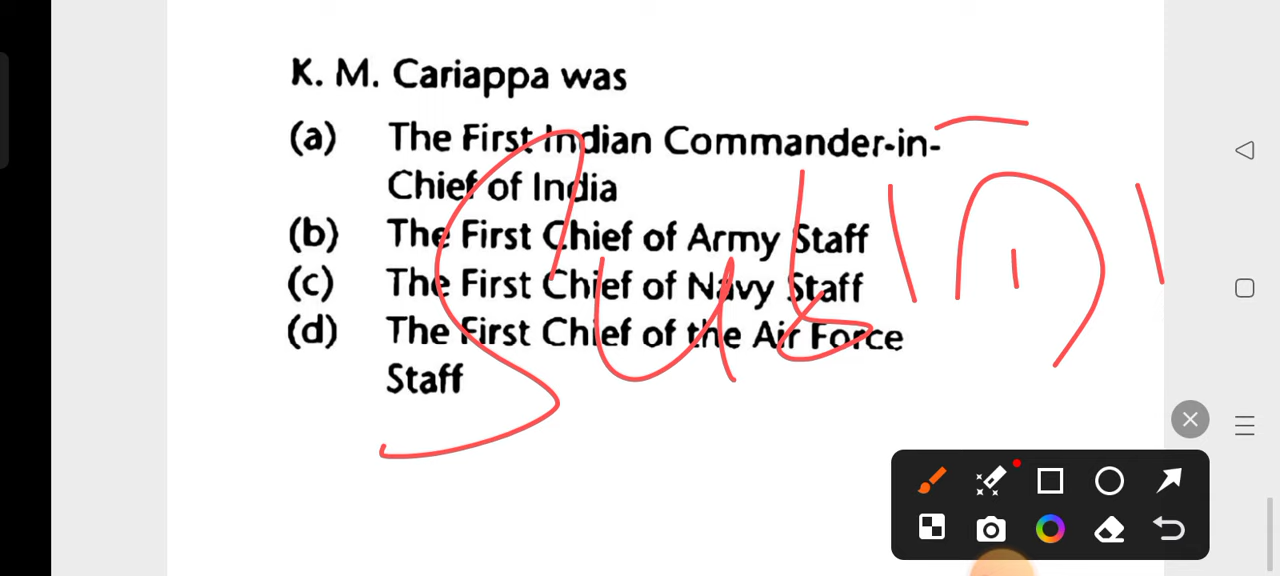 K. M. Cariappa was
(a) The First Indian Commander-in-
Chief of India
(b) The First Chief of Army Staff
(c) The First Chief of Navy Staff
(d) The First Chief of the Air Force
Staff